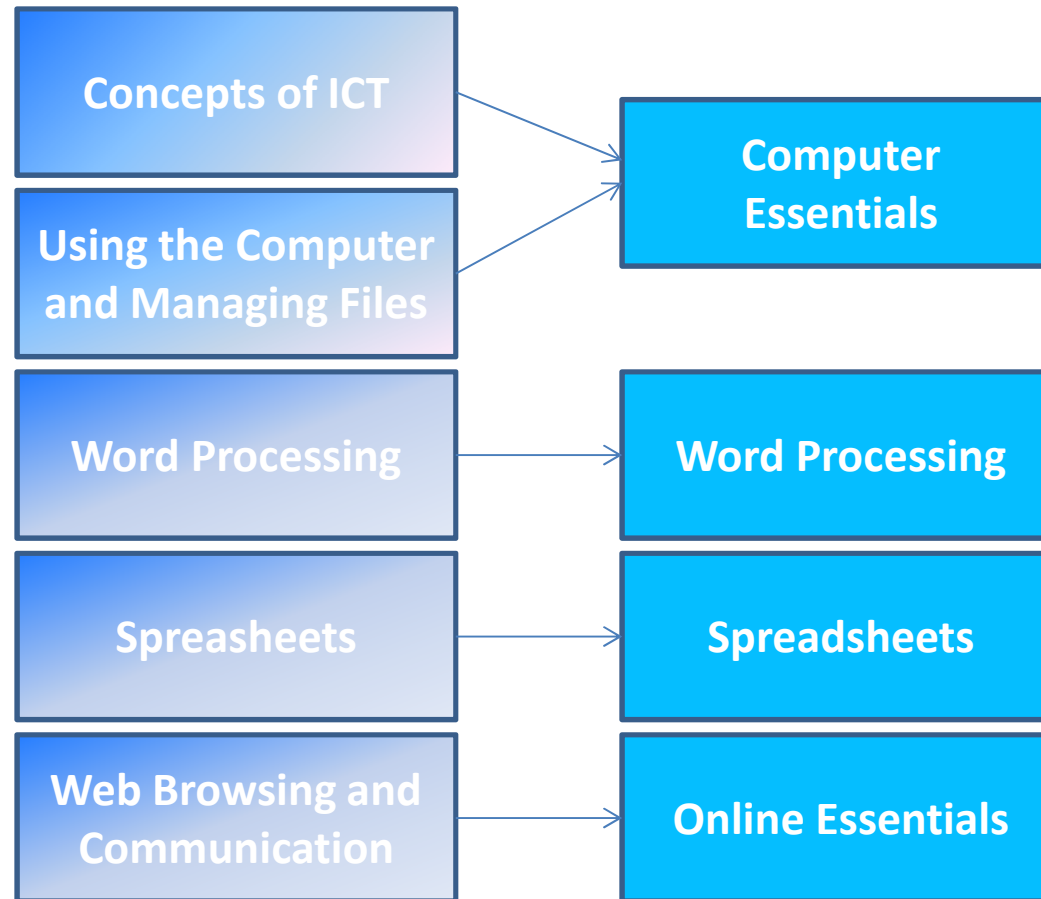 Concepts of ICT
Using the Computer
and Managing Files
Word Processing
Spreasheets
Web Browsing and
Communication
Computer
Essentials
Word Processing
Spreadsheets
Online Essentials